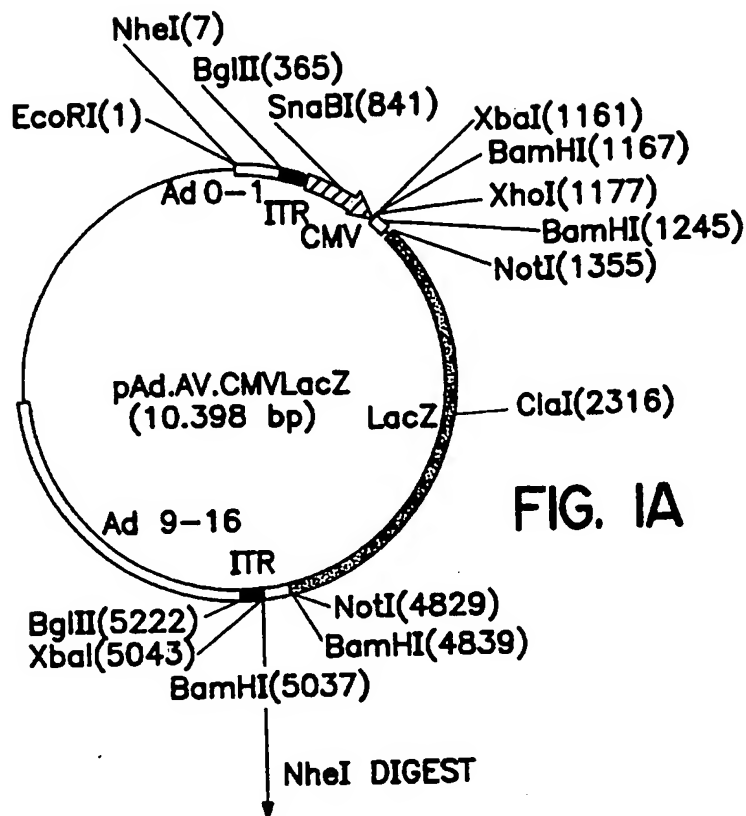 NheI(7)
BglII(365)
SnaBI(841)
EcoRI(1)
XbaI(1161)
BamHI(1167)
XhoI(1177)
BamHI(1245)
NotI(1355)
Ad 0-1
ITR
CMV
pAd.AV.CMVLacZ
(10.398 bp)
LacZ
ClaI(2316)
FIG. 1A
Ad 9-16
ITR
NotI(4829)
BglII(5222)
BamHI(4839)
XbaI(5043)
BamHI(5037)
NheI DIGEST